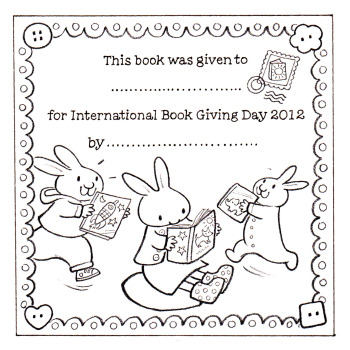 This book was given to
..............................
for International Book Giving Day 2012
by..............................